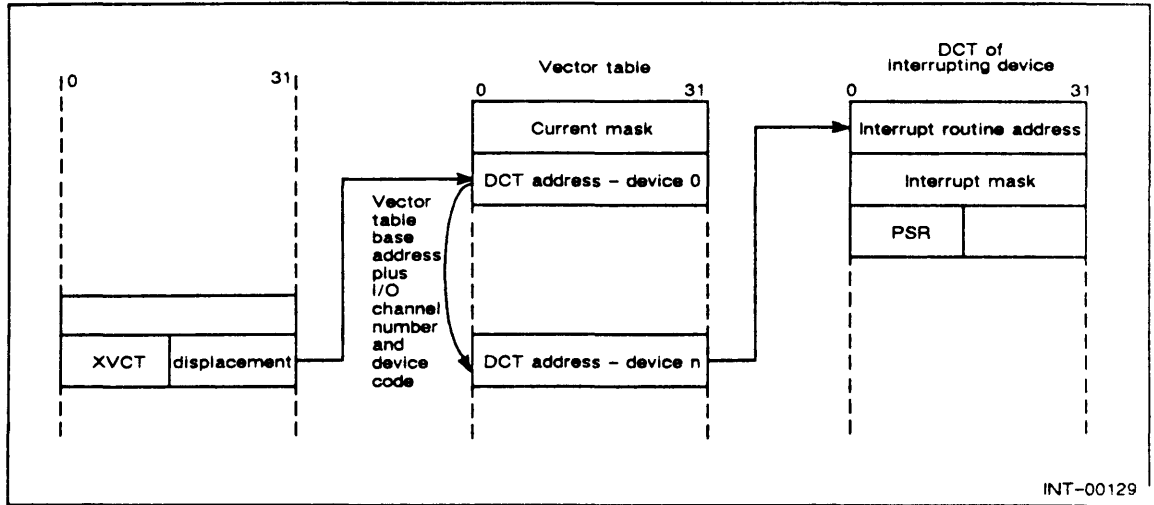 0 31
XVCT displacement
Vector table
0 31
Current mask
DCT address - device 0
Vector
table
base
address
plus
I/O
channel
number
and
device
code
DCT address - device n
DCT of
interrupting device
0 31
Interrupt routine address
Interrupt mask
PSR
INT-00129